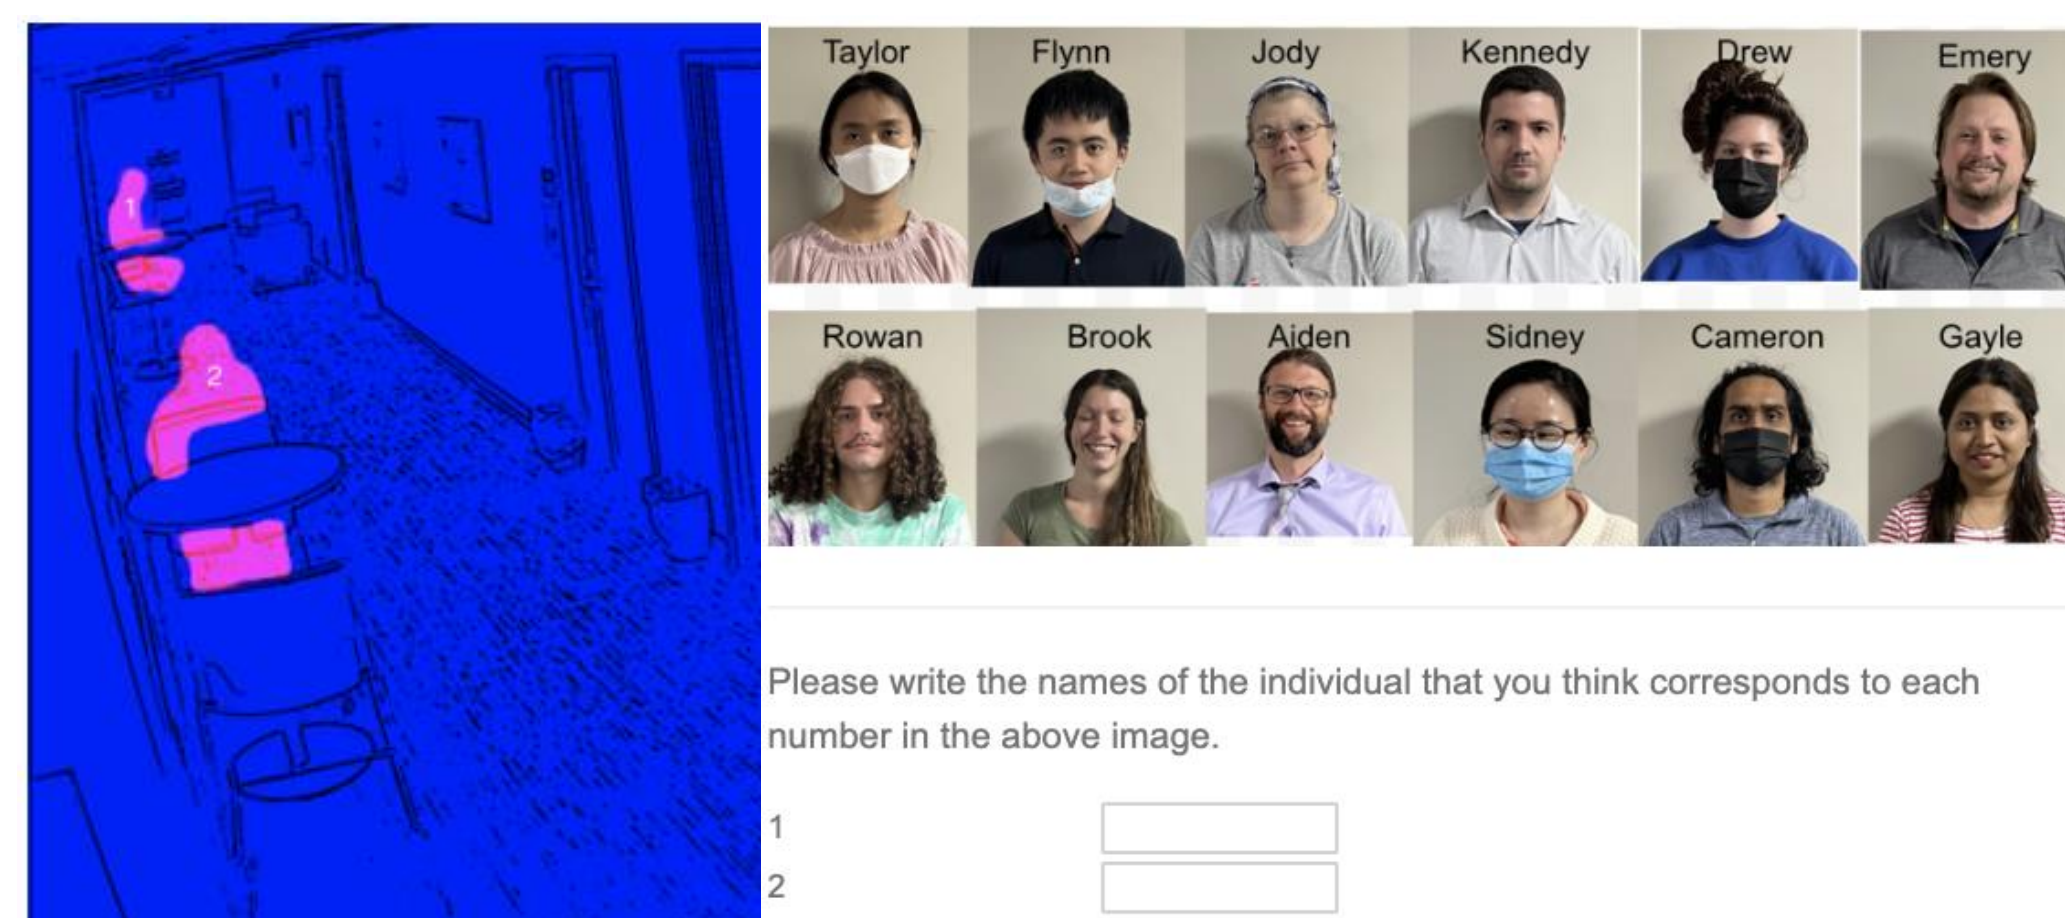 1
2
Taylor Flynn Jody Kennedy Drew Emery
Rowan Brook Aiden Sidney Cameron Gayle
Please write the names of the individual that you think corresponds to each
number in the above image.
1
2